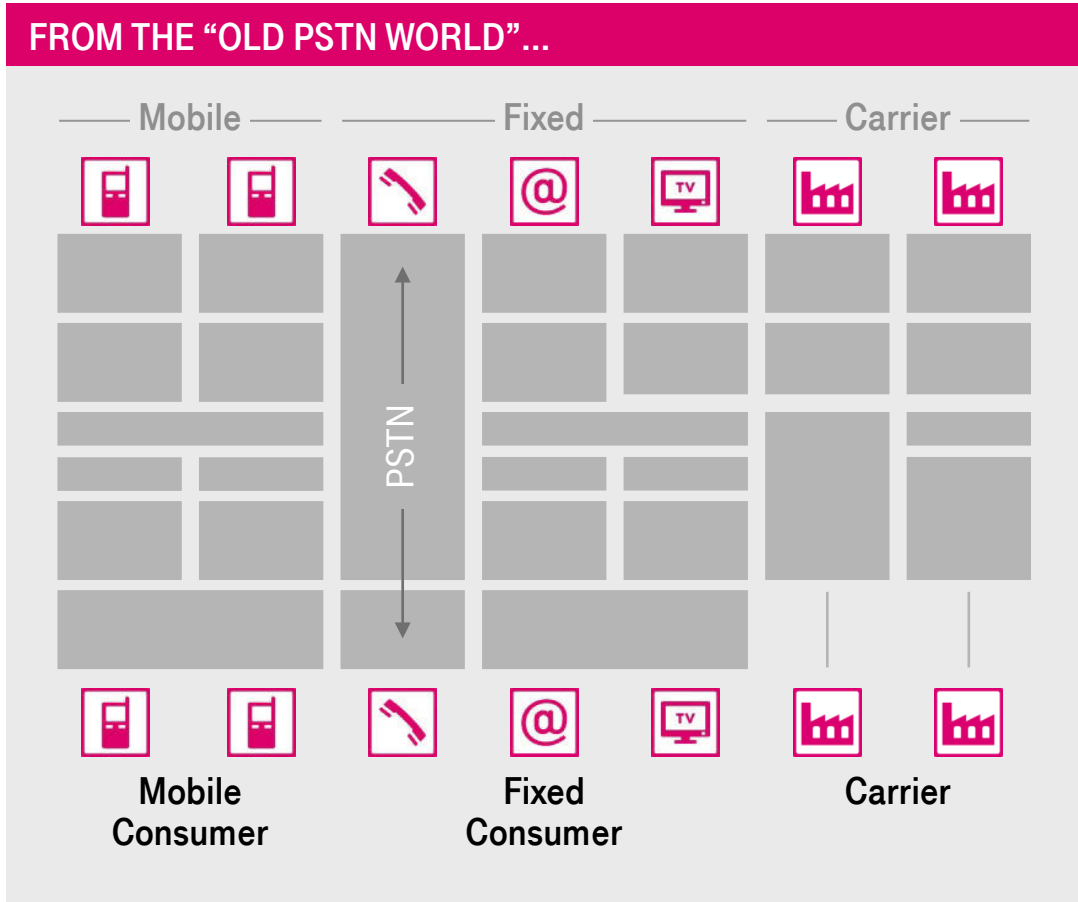 FROM THE “OLD PSTN WORLD”...
Mobile Fixed Carrier
@ TV
PSTN
@ TV
Mobile Consumer
Fixed Consumer
Carrier